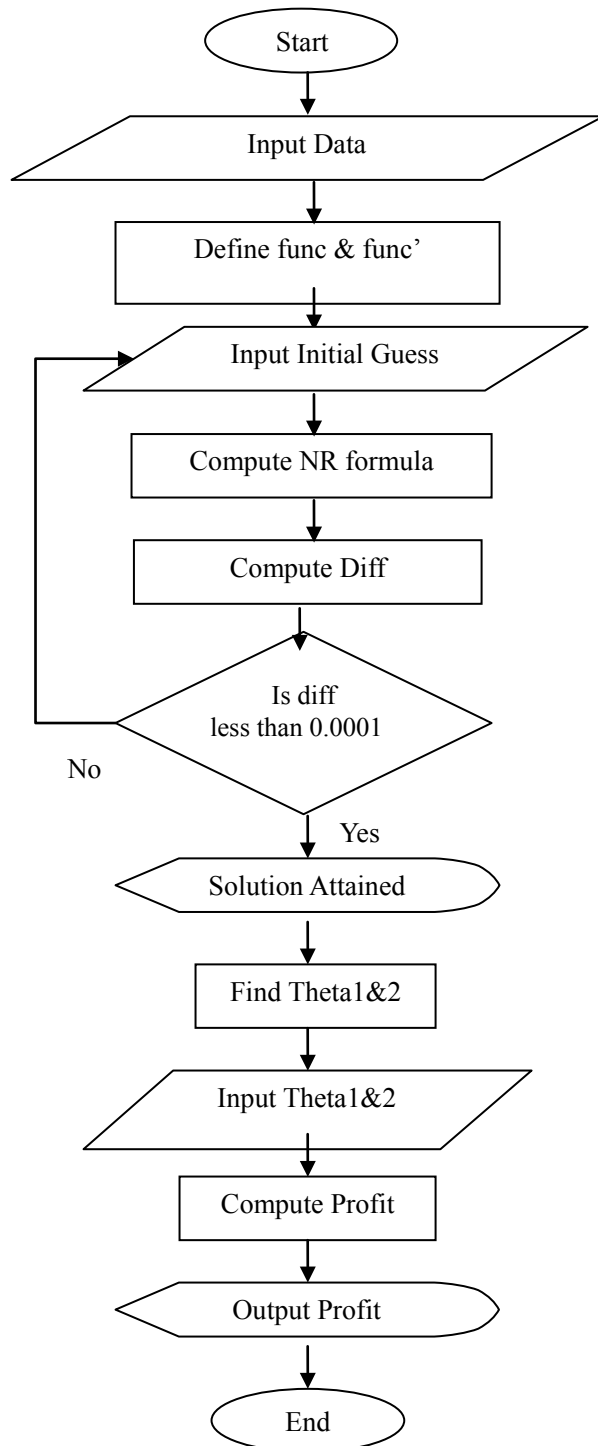 Start
Input Data
Define func & func’
Input Initial Guess
Compute NR formula
Compute Diff
Is diff
less than 0.0001
No
Yes
Solution Attained
Find Theta1&2
Input Theta1&2
Compute Profit
Output Profit
End